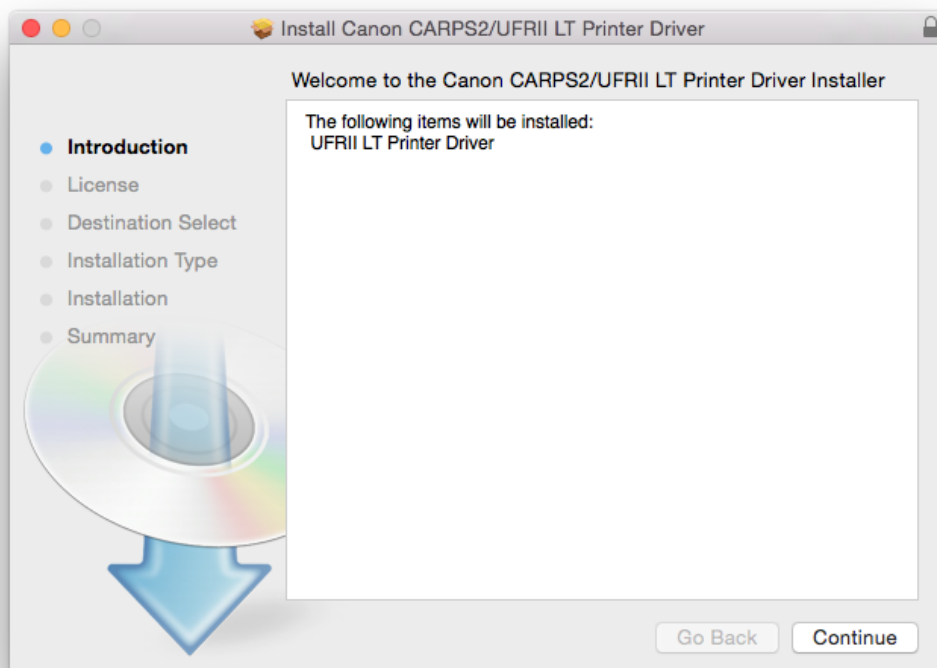 Install Canon CARPS2/UFRII LT Printer Driver
Welcome to the Canon CARPS2/UFRII LT Printer Driver Installer
Introduction
License
Destination Select
Installation Type
Installation
Summary
The following items will be installed:
UFRII LT Printer Driver
Go Back
Continue